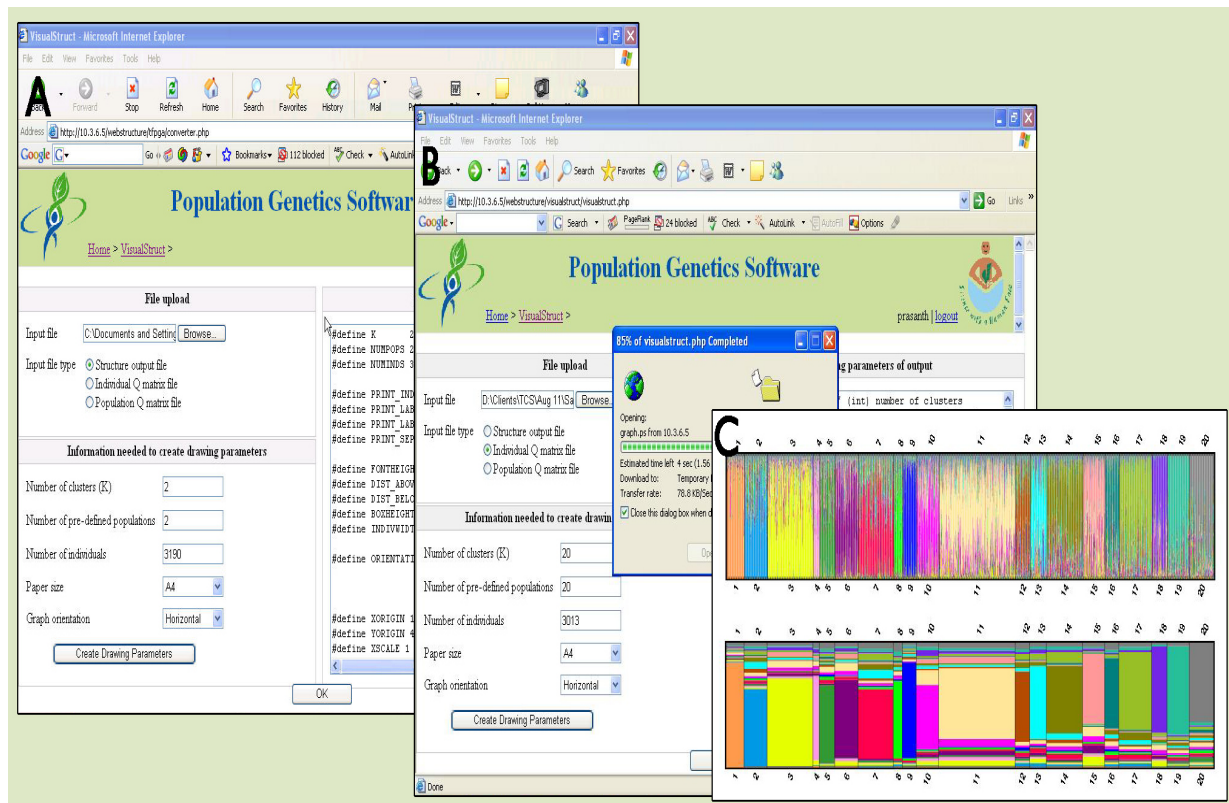 VisualStruct - Microsoft Internet Explorer
File Edit View Favorites Tools Help
A
Forward Stop Refresh Home Search Favorites History Mail
Address http://10.3.6.5/webstructure/tfpga/converter.php
Google Go Bookmarks 112 blocked Check AutoLink
Population Genetics Softwar
Home > VisualStruct >
File upload
Input file C:\Documents and Setting Browse...
Input file type Structure output file
Individual Q matrix file
Population Q matrix file
Information needed to create drawing parameters
Number of clusters (K) 2
Number of pre-defined populations 2
Number of individuals 3190
Paper size A4
Graph orientation Horizontal
Create Drawing Parameters
#define K 2
#define NUMPOPS 2
#define NUMINDS 3
#define PRINT_IND
#define PRINT_LAB
#define PRINT_LAB
#define PRINT_SEP
#define FONTHEIGH
#define DIST_ABOV
#define DIST_BELO
#define BOXHEIGHT
#define INDIVWIDT
#define ORIENTATI
#define XORIGIN 1
#define YORIGIN 4
#define XSCALE 1
OK
VisualStruct - Microsoft Internet Explorer
File Edit View Favorites Tools Help
B
Back Search Favorites
Address http://10.3.6.5/webstructure/visualstruct/visualstruct.php Go Links »
Google Search PageRank 24 blocked Check AutoLink AutoFill Options
Population Genetics Software
Home > VisualStruct >
prasanth | logout
File upload
Input file D:\Clients\TCS\Aug 11\Sa Browse..
Input file type Structure output file
Individual Q matrix file
Population Q matrix file
Information needed to create drawin
Number of clusters (K) 20
Number of pre-defined populations 20
Number of individuals 3013
Paper size A4
Graph orientation Horizontal
Create Drawing Parameters
Done
85% of visualstruct.php Completed
Opening:
graph.ps from 10.3.6.5
Estimated time left 4 sec (1.56
Download to: Temporary
Transfer rate: 78.8 KB/Sec
Close this dialog box when d
Ope
g parameters of output
(int) number of clusters
C
1 2 3 4 5 6 7 8 9 10 11 12 13 14 15 16 17 18 19 20
1 2 3 4 5 6 7 8 9 10 11 12 13 14 15 16 17 18 19 20
1 2 3 4 5 6 7 8 9 10 11 12 13 14 15 16 17 18 19 20
1 2 3 4 5 6 7 8 9 10 11 12 13 14 15 16 17 18 19 20